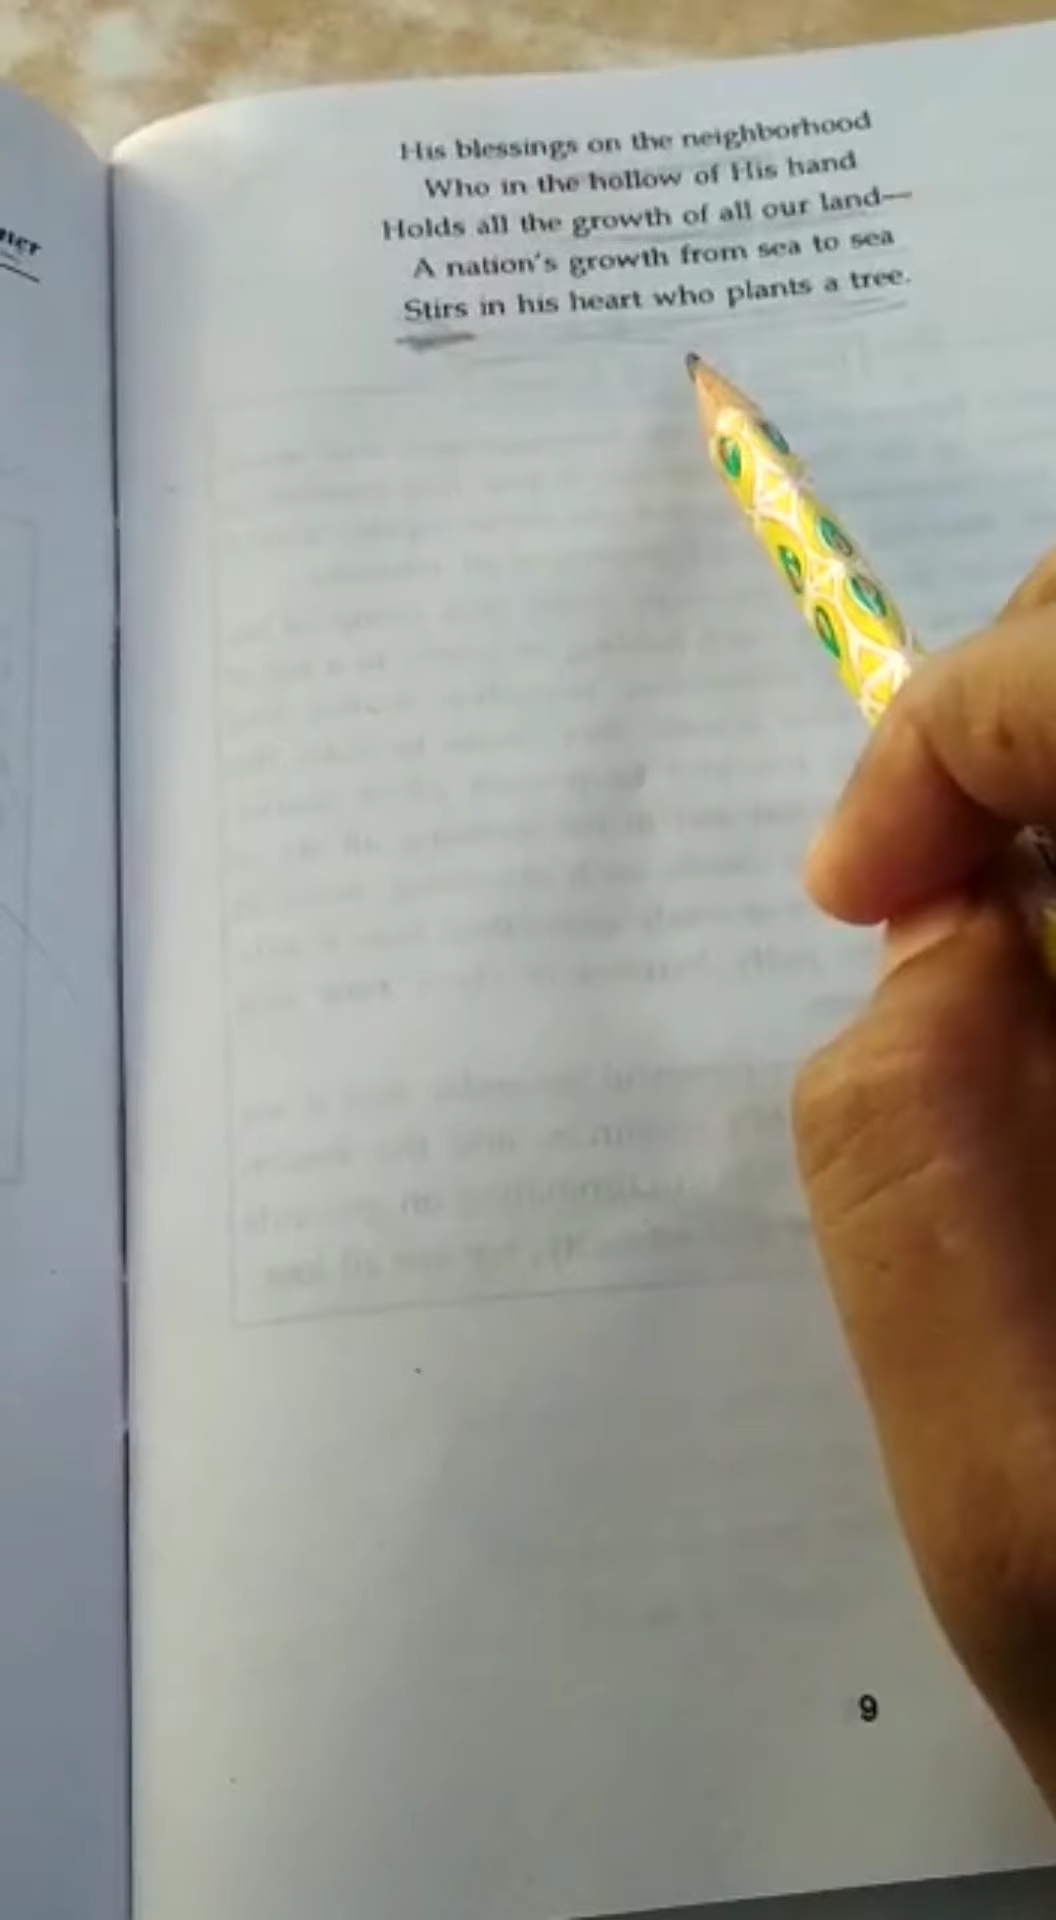 His blessings on the neighborhood
Who in the hollow of His hand
Holds all the growth of all our land—
A nation's growth from sea to sea
Stirs in his heart who plants a tree.
9